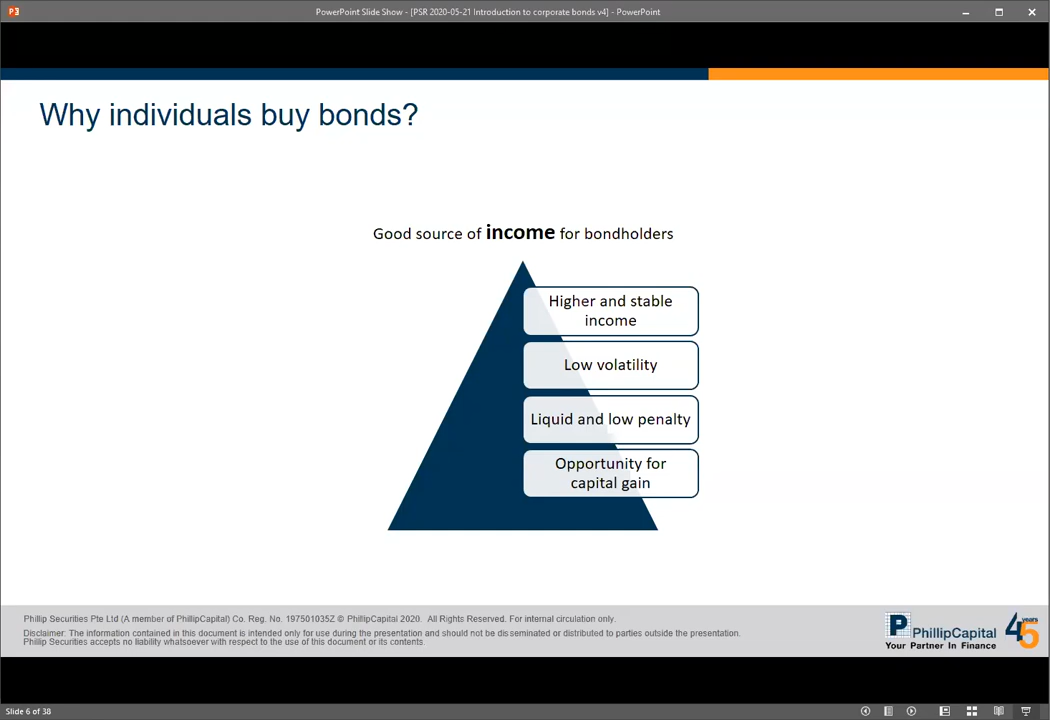 PowerPoint Slide Show - [PSR 2020-05-21 Introduction to corporate bonds v4] - PowerPoint
Why individuals buy bonds?
Good source of income for bondholders
Higher and stable
income
Low volatility
Liquid and low penalty
Opportunity for
capital gain
Phillip Securities Pte Ltd (A member of PhillipCapital) Co. Reg. No. 197501035Z © PhillipCapital 2020. All Rights Reserved. For internal circulation only.
Disclaimer: The information contained in this document is intended only for use during the presentation and should not be disseminated or distributed to parties outside the presentation.
Phillip Securities accepts no liability whatsoever with respect to the use of this document or its contents.
P PhillipCapital
Your Partner In Finance
45 years
Slide 6 of 38